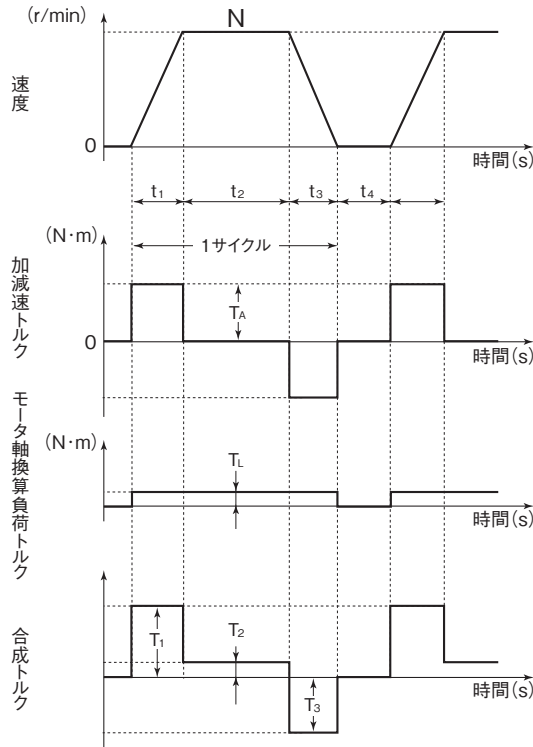 (r/min)
N
速度
0
時間(s)
t₁ t₂ t₃ t₄
(N·m)
1サイクル
加減速トルク
T_A
0
時間(s)
(N·m)
モータ軸換算負荷トルク
T_L
時間(s)
合成トルク
T₁
T₂
T₃
時間(s)